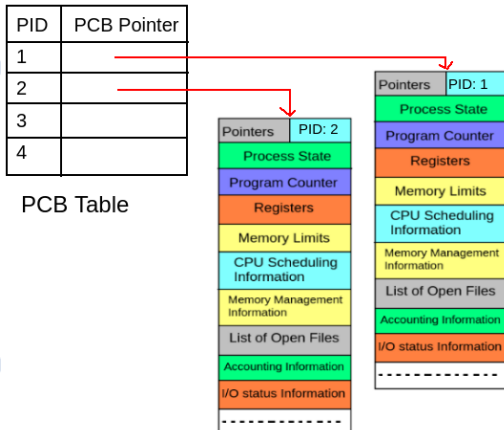 PID PCB Pointer
1
2
3
4
PCB Table
Pointers PID: 2
Process State
Program Counter
Registers
Memory Limits
CPU Scheduling
Information
Memory Management
Information
List of Open Files
Accounting Information
I/O status Information
Pointers PID: 1
Process State
Program Counter
Registers
Memory Limits
CPU Scheduling
Information
Memory Management
Information
List of Open Files
Accounting Information
I/O status Information